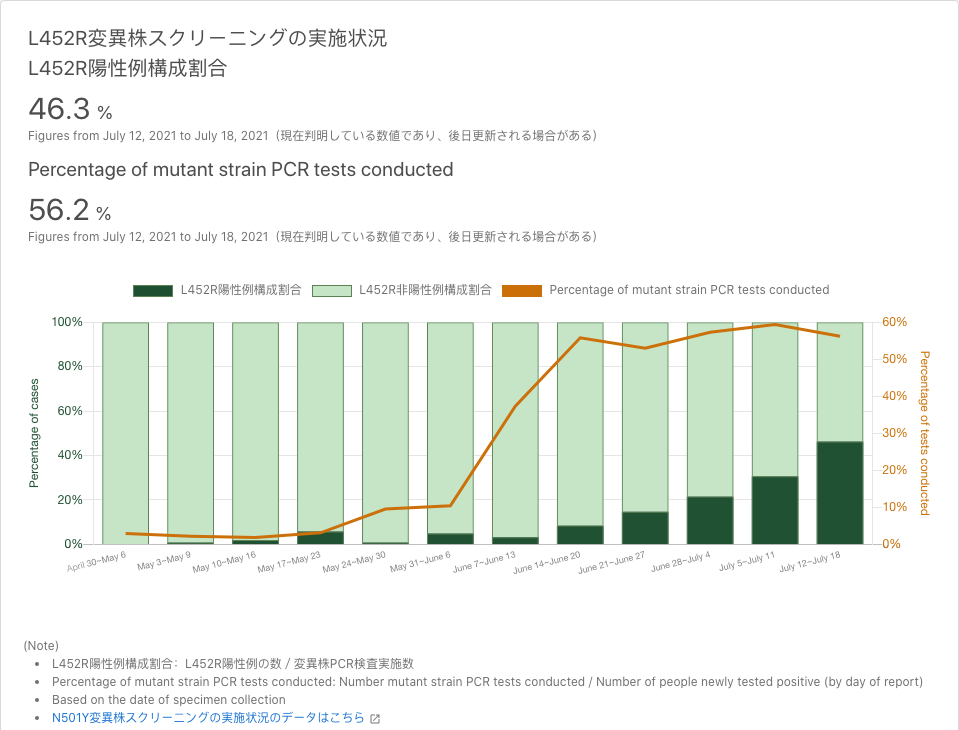 L452R変異株スクリーニングの実施状況
L452R陽性例構成割合
46.3 %
Figures from July 12, 2021 to July 18, 2021（現在判明している数値であり、後日更新される場合がある）
Percentage of mutant strain PCR tests conducted
56.2 %
Figures from July 12, 2021 to July 18, 2021（現在判明している数値であり、後日更新される場合がある）
L452R陽性例構成割合 L452R非陽性例構成割合 Percentage of mutant strain PCR tests conducted
100% 60%
80% 50%
60% 40%
40% 30%
20% 20%
0% 10%
0%
Percentage of cases
Percentage of tests conducted
April 30~May 6 May 3~May 9 May 10~May 16 May 17~May 23 May 24~May 30 May 31~June 6 June 7~June 13 June 14~June 20 June 21~June 27 June 28~July 4 July 5~July 11 July 12~July 18
(Note)
• L452R陽性例構成割合：L452R陽性例の数 / 変異株PCR検査実施数
• Percentage of mutant strain PCR tests conducted: Number mutant strain PCR tests conducted / Number of people newly tested positive (by day of report)
• Based on the date of specimen collection
• N501Y変異株スクリーニングの実施状況のデータはこちら